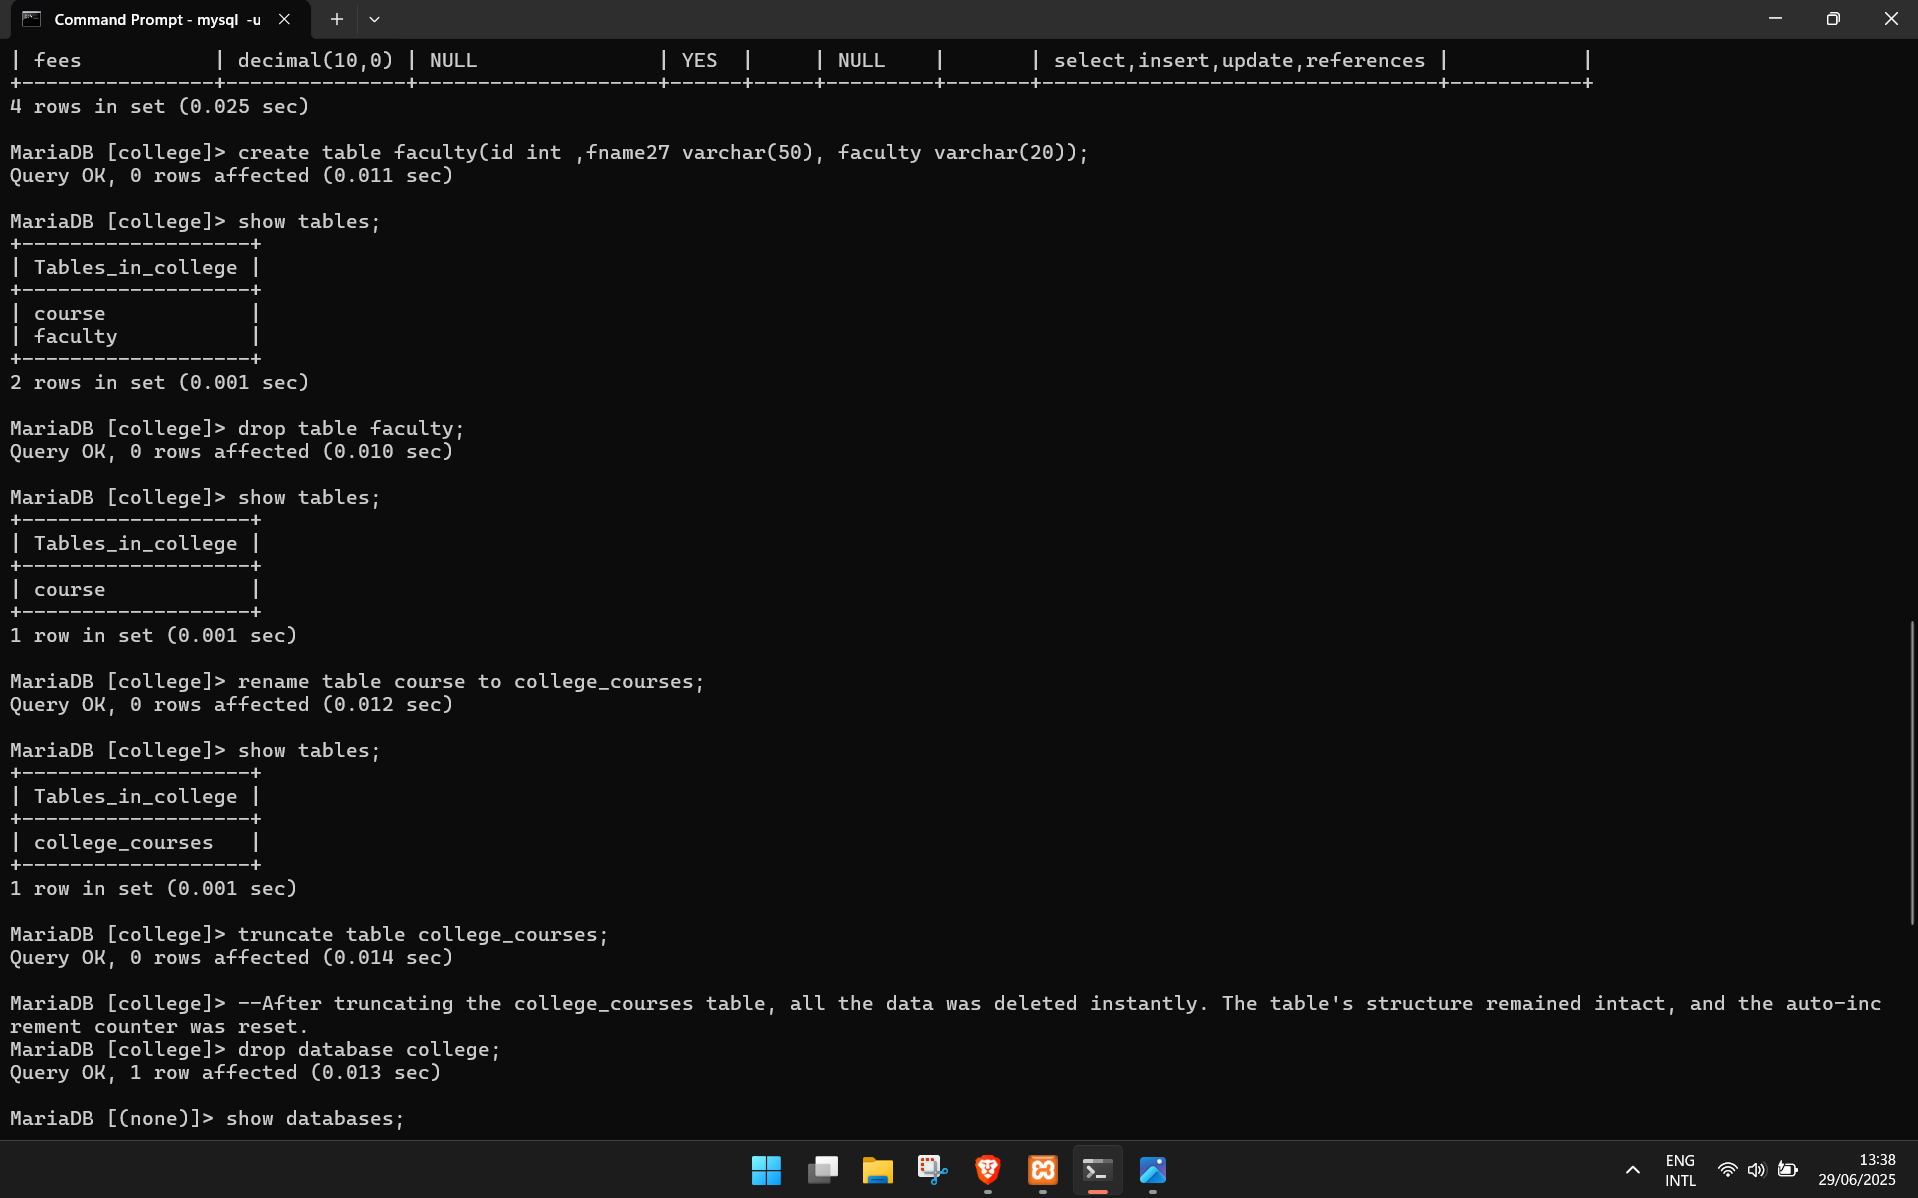 Command Prompt - mysql -u
| fees           | decimal(10,0) | NULL               | YES  |     | NULL    |       | select,insert,update,references |         |
+----------------+---------------+--------------------+------+-----+---------+-------+---------------------------------+-----------+
4 rows in set (0.025 sec)
MariaDB [college]> create table faculty(id int ,fname27 varchar(50), faculty varchar(20));
Query OK, 0 rows affected (0.011 sec)
MariaDB [college]> show tables;
+-------------------+
| Tables_in_college |
+-------------------+
| course            |
| faculty           |
+-------------------+
2 rows in set (0.001 sec)
MariaDB [college]> drop table faculty;
Query OK, 0 rows affected (0.010 sec)
MariaDB [college]> show tables;
+-------------------+
| Tables_in_college |
+-------------------+
| course            |
+-------------------+
1 row in set (0.001 sec)
MariaDB [college]> rename table course to college_courses;
Query OK, 0 rows affected (0.012 sec)
MariaDB [college]> show tables;
+-------------------+
| Tables_in_college |
+-------------------+
| college_courses   |
+-------------------+
1 row in set (0.001 sec)
MariaDB [college]> truncate table college_courses;
Query OK, 0 rows affected (0.014 sec)
MariaDB [college]> --After truncating the college_courses table, all the data was deleted instantly. The table's structure remained intact, and the auto-inc
rement counter was reset.
MariaDB [college]> drop database college;
Query OK, 1 row affected (0.013 sec)
MariaDB [(none)]> show databases;
ENG
INTL
13:38
29/06/2025